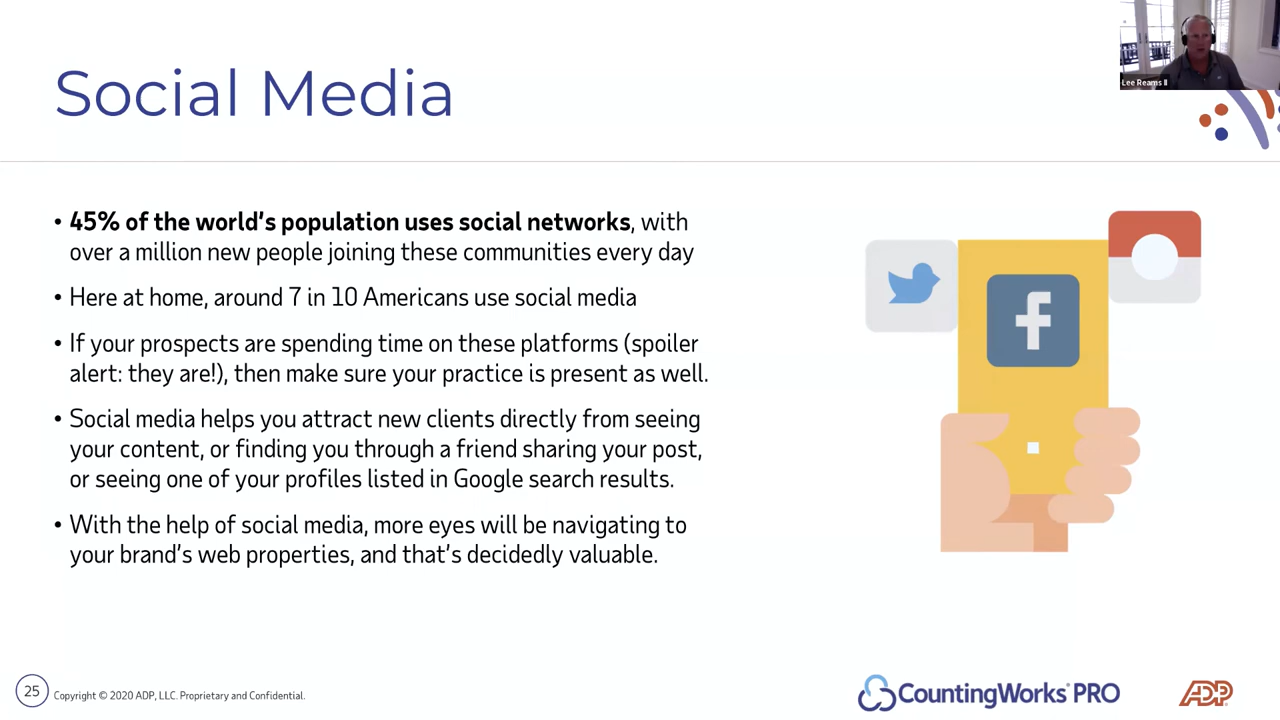 Lee Reams II
Social Media
• 45% of the world's population uses social networks, with
over a million new people joining these communities every day
• Here at home, around 7 in 10 Americans use social media
• If your prospects are spending time on these platforms (spoiler
alert: they are!), then make sure your practice is present as well.
• Social media helps you attract new clients directly from seeing
your content, or finding you through a friend sharing your post,
or seeing one of your profiles listed in Google search results.
• With the help of social media, more eyes will be navigating to
your brand's web properties, and that's decidedly valuable.
f
25
Copyright © 2020 ADP, LLC. Proprietary and Confidential.
CountingWorks PRO
ADP